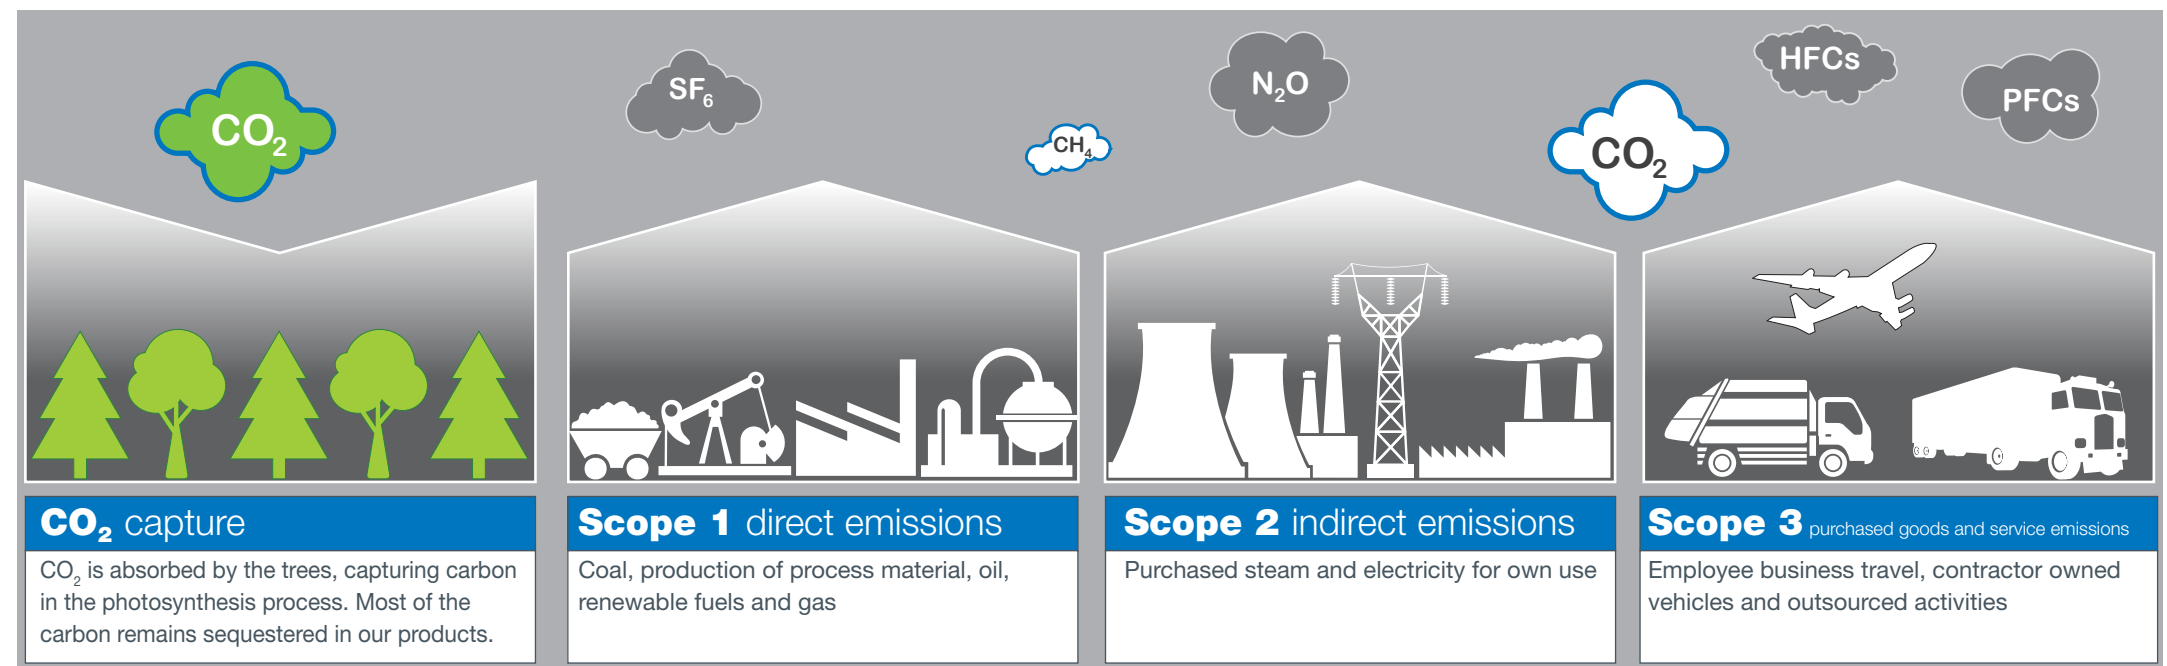 CO₂
SF₆
CH₄
N₂O
CO₂
HFCs
PFCs
CO₂ capture
CO₂ is absorbed by the trees, capturing carbon
in the photosynthesis process. Most of the
carbon remains sequestered in our products.
Scope 1 direct emissions
Coal, production of process material, oil,
renewable fuels and gas
Scope 2 indirect emissions
Purchased steam and electricity for own use
Scope 3 purchased goods and service emissions
Employee business travel, contractor owned
vehicles and outsourced activities